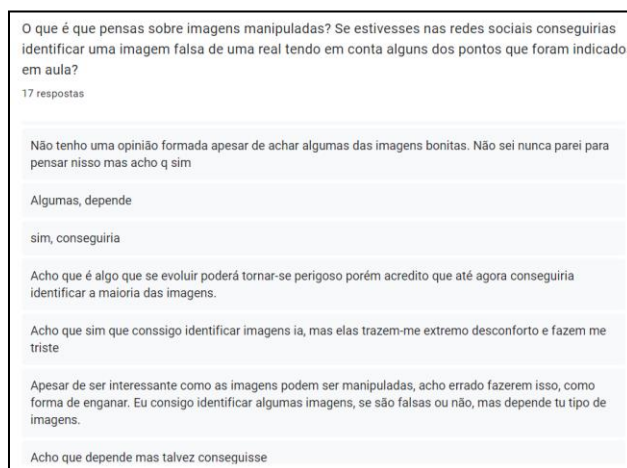 O que é que pensas sobre imagens manipuladas? Se estivesses nas redes sociais conseguirias
identificar uma imagem falsa de uma real tendo em conta alguns dos pontos que foram indicado
em aula?
17 respostas
Não tenho uma opinião formada apesar de achar algumas das imagens bonitas. Não sei nunca parei para
pensar nisso mas acho q sim
Algumas, depende
sim, conseguiria
Acho que é algo que se evoluir poderá tornar-se perigoso porém acredito que até agora conseguiria
identificar a maioria das imagens.
Acho que sim que conssigo identificar imagens ia, mas elas trazem-me extremo desconforto e fazem me
triste
Apesar de ser interessante como as imagens podem ser manipuladas, acho errado fazerem isso, como
forma de enganar. Eu consigo identificar algumas imagens, se são falsas ou não, mas depende tu tipo de
imagens.
Acho que depende mas talvez conseguisse